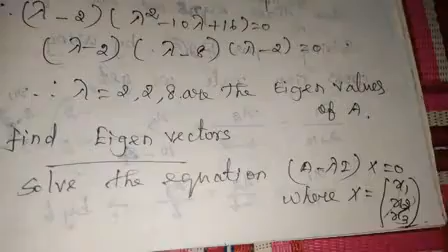 ∴ (λ-2) (λ²-10λ+16)=0
(λ-2) (λ-8) (λ-2) =0
∴ λ=2,2,8 are the Eigen values
of A.
find Eigen vectors
Solve the equation (A-λI) X=0
where X= [x₁
x₂
x₃]